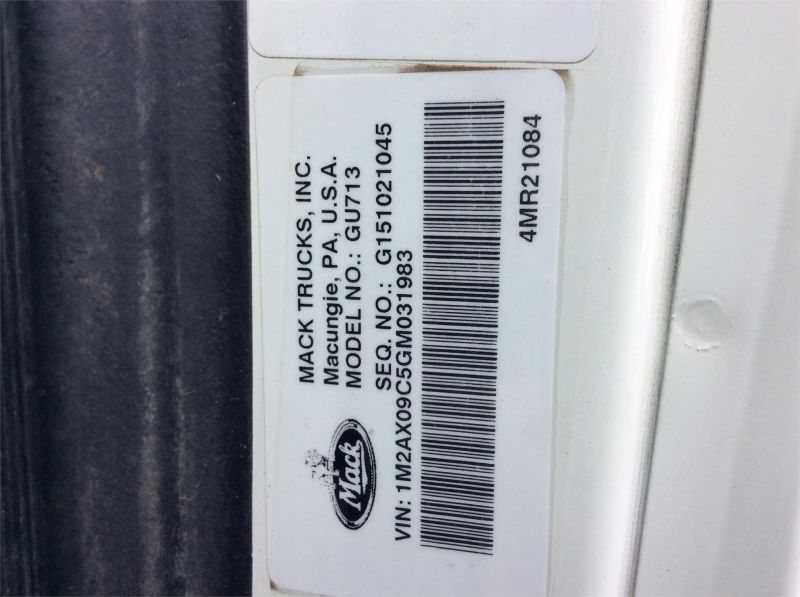 MACK TRUCKS, INC.
Macungie, PA, U.S.A.
MODEL NO.: GU713
SEQ. NO.: G151021045
Mack
VIN: 1M2AX09C5GM031983
4MR21084